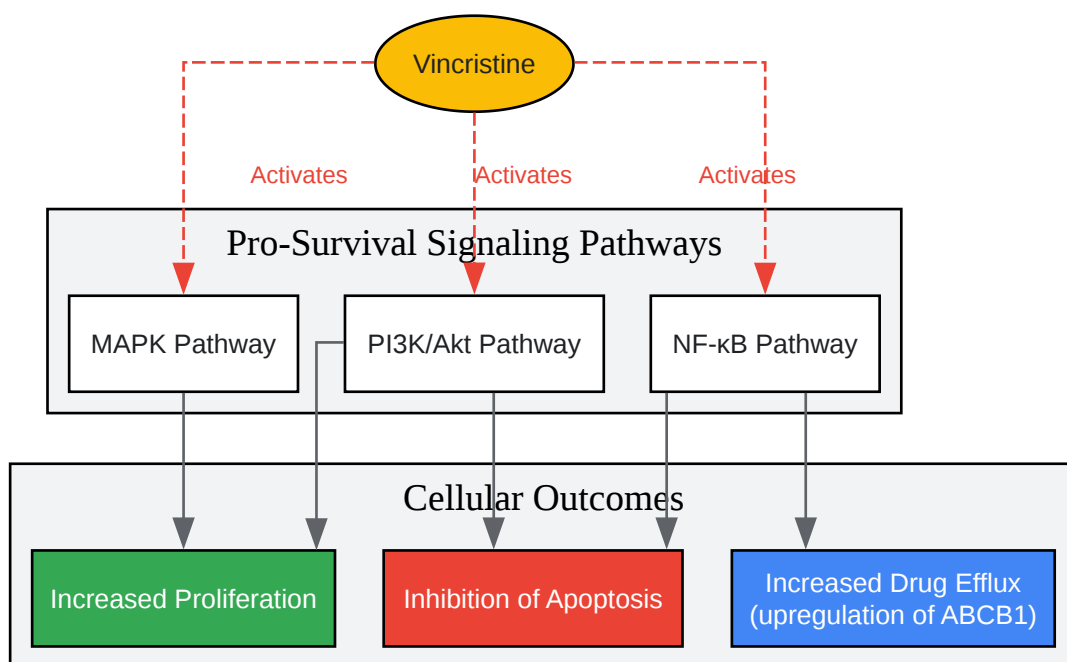 Vincristine
Activates
Activates
Activates
Pro-Survival Signaling Pathways
MAPK Pathway
PI3K/Akt Pathway
NF-κB Pathway
Cellular Outcomes
Increased Proliferation
Inhibition of Apoptosis
Increased Drug Efflux
(upregulation of ABCB1)